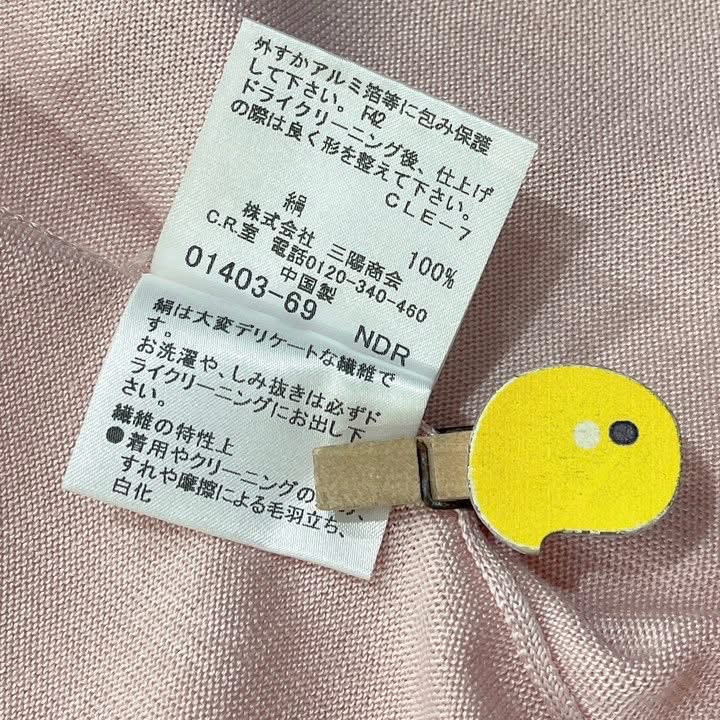 外すかアルミ箔等に包み保護
して下さい。 F42
ドライクリーニング後、仕上げ
の際は良く形を整えて下さい。
CLE-7
絹 100%
株式会社 三陽商会
C.R.室 電話0120-340-460
中国製
01403-69 NDR
絹は大変デリケートな繊維で
す。
お洗濯や、しみ抜きは必ずド
ライクリーニングにお出し下
さい。
繊維の特性上
●着用やクリーニングの
すれや摩擦による毛羽立ち、
白化